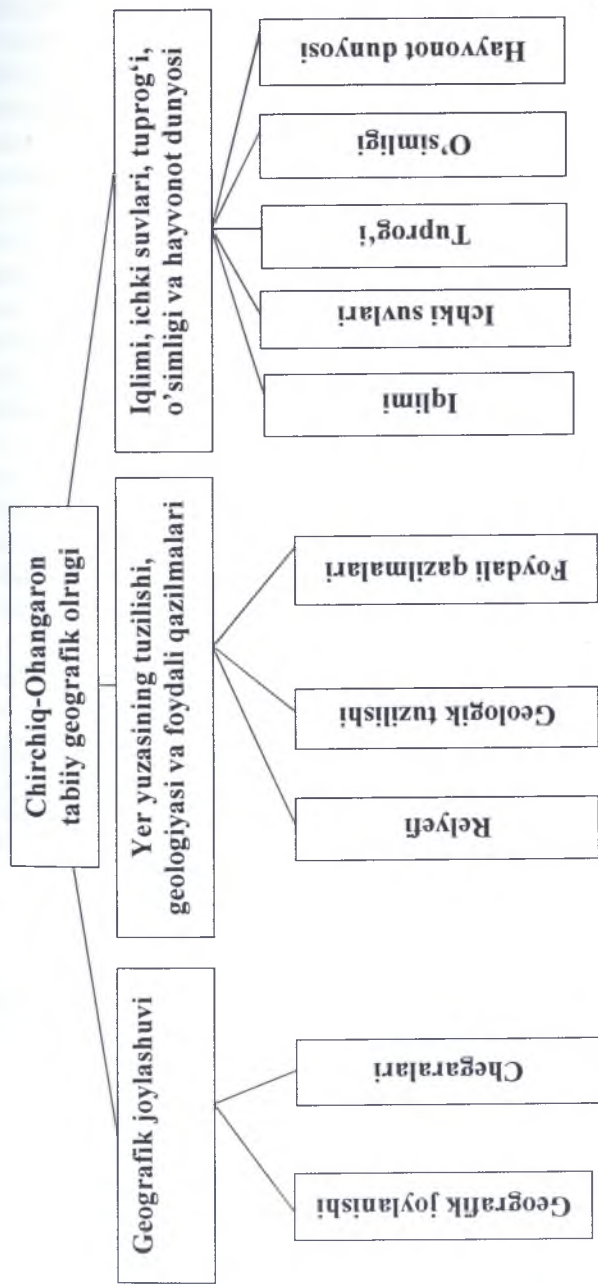 Chirchiq-Ohangaron
tabiiy geografik olrugi
Geografik joylashuvi
Yer yuzasining tuzilishi,
geologiyasi va foydali qazilmalari
Iqlimi, ichki suvlari, tuprog‘i,
o’simligi va hayvonot dunyosi
Geografik joylanishi
Chegaralari
Relyefi
Geologik tuzilishi
Foydali qazilmalari
Iqlimi
Ichki suvlari
Tuprog‘i
O’simligi
Hayvonot dunyosi